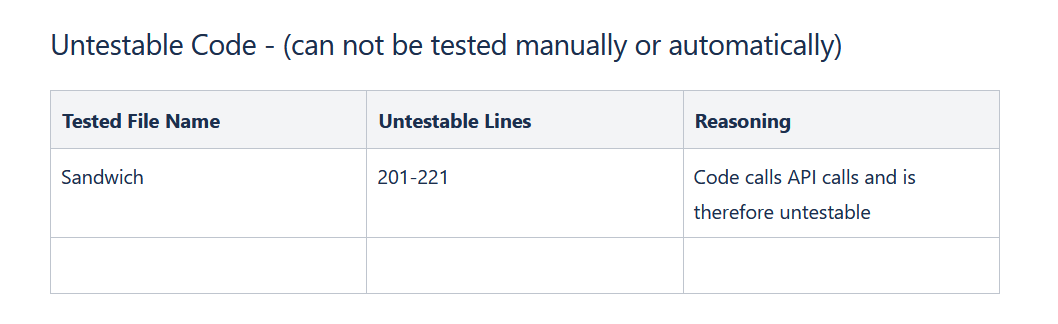 Untestable Code - (can not be tested manually or automatically)
Tested File Name
Untestable Lines
Reasoning
Sandwich
201-221
Code calls API calls and is
therefore untestable